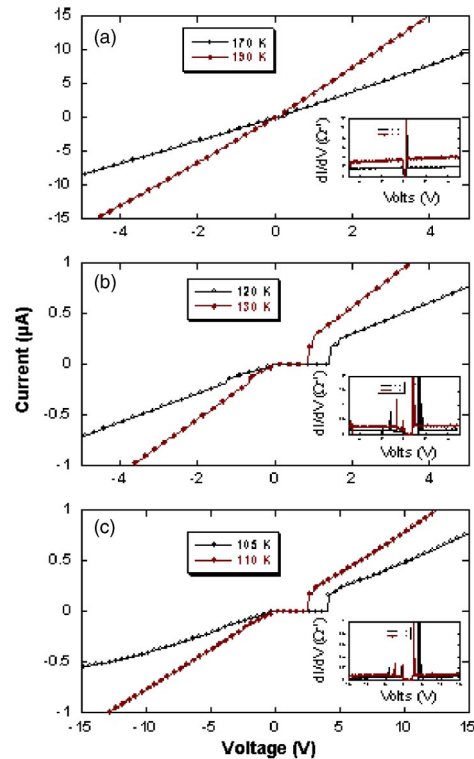 15
10
5
0
-5
-10
-15
(a)
170 K
190 K
dI/dV (Ω⁻¹)
Volts (V)
-4
-2
0
2
4
1
0.5
0
-0.5
-1
(b)
120 K
130 K
dI/dV (Ω⁻¹)
Volts (V)
-4
-2
0
2
4
Current (µA)
1
0.5
0
-0.5
-1
(c)
105 K
110 K
dI/dV (Ω⁻¹)
Volts (V)
-15
-10
-5
0
5
10
15
Voltage (V)